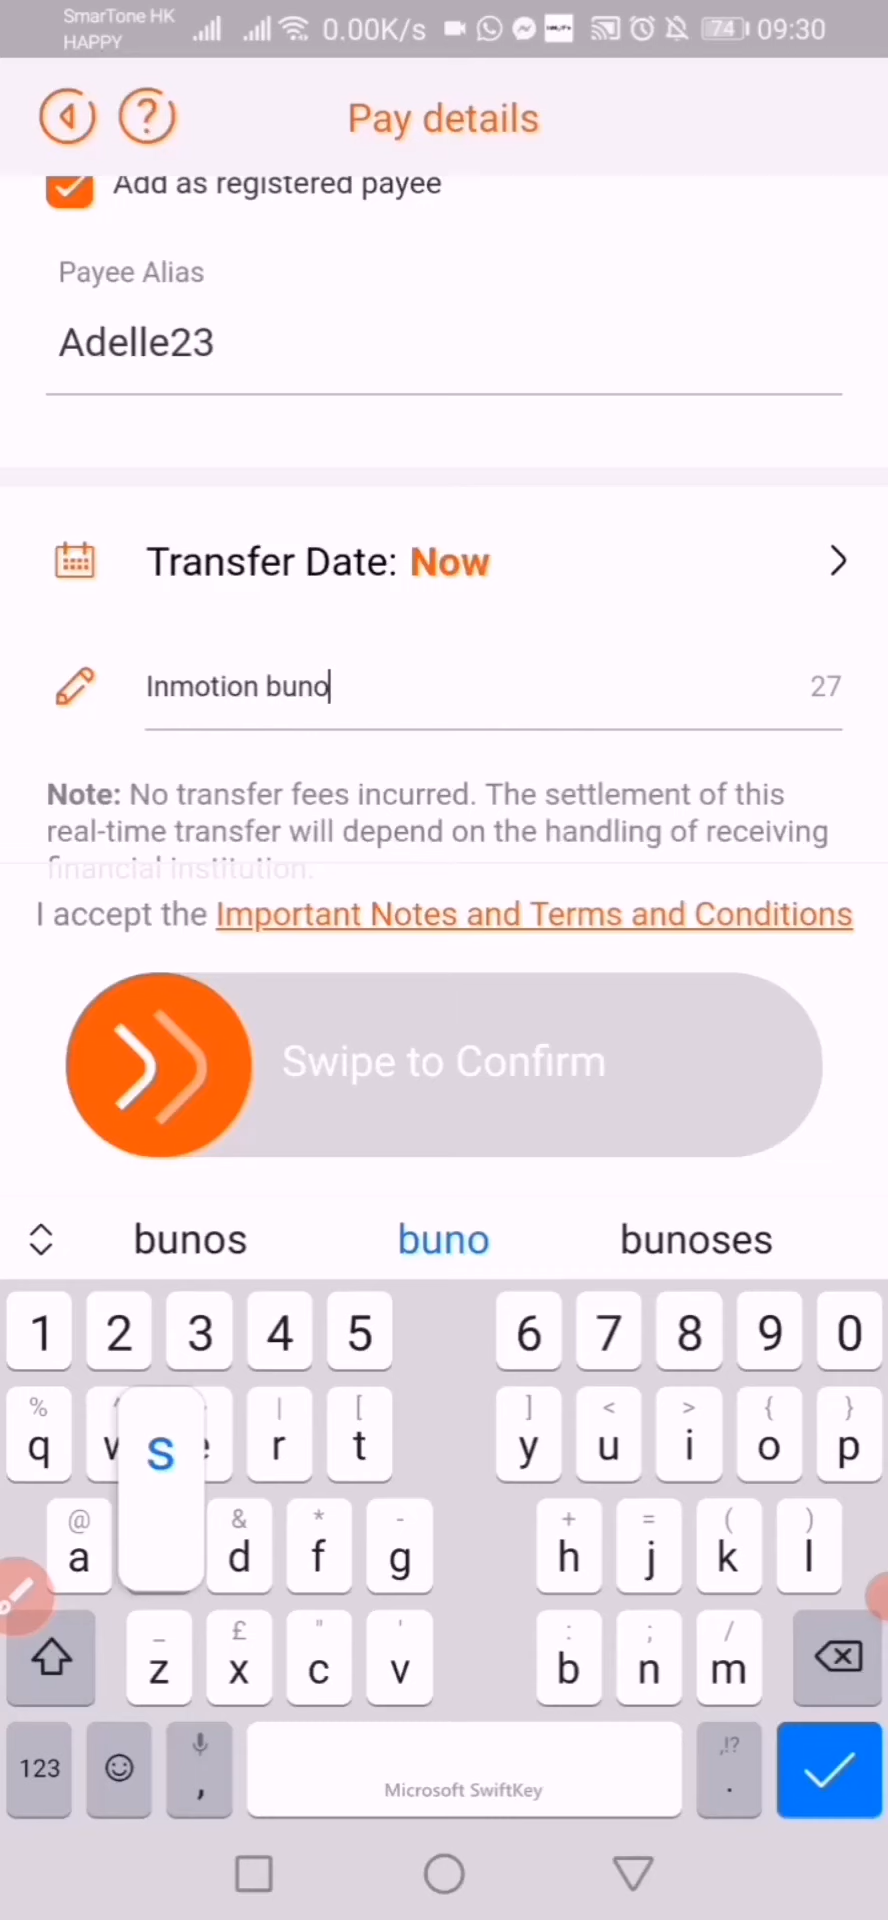 SmarTone HK
HAPPY
0.00K/s
74
09:30
Pay details
Add as registered payee
Payee Alias
Adelle23
Transfer Date: Now
Inmotion buno
27
Note: No transfer fees incurred. The settlement of this
real-time transfer will depend on the handling of receiving
financial institution.
I accept the Important Notes and Terms and Conditions
Swipe to Confirm
bunos buno bunoses
1 2 3 4 5 6 7 8 9 0
% | [ ] < > { }
q w s e r t y u i o p
@ & * - + = ( )
a d f g h j k l
_ £ " ' : ; /
z x c v b n m
123 , Microsoft SwiftKey ,!? .